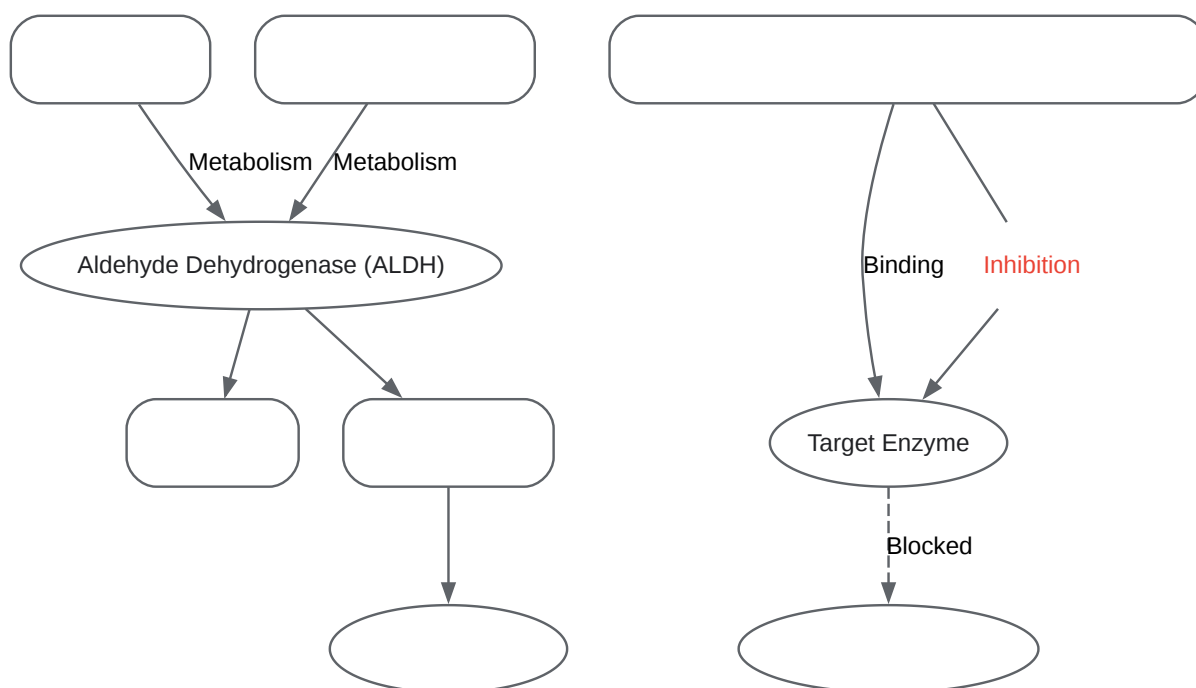 Metabolism
Metabolism
Aldehyde Dehydrogenase (ALDH)
Binding
Inhibition
Target Enzyme
Blocked